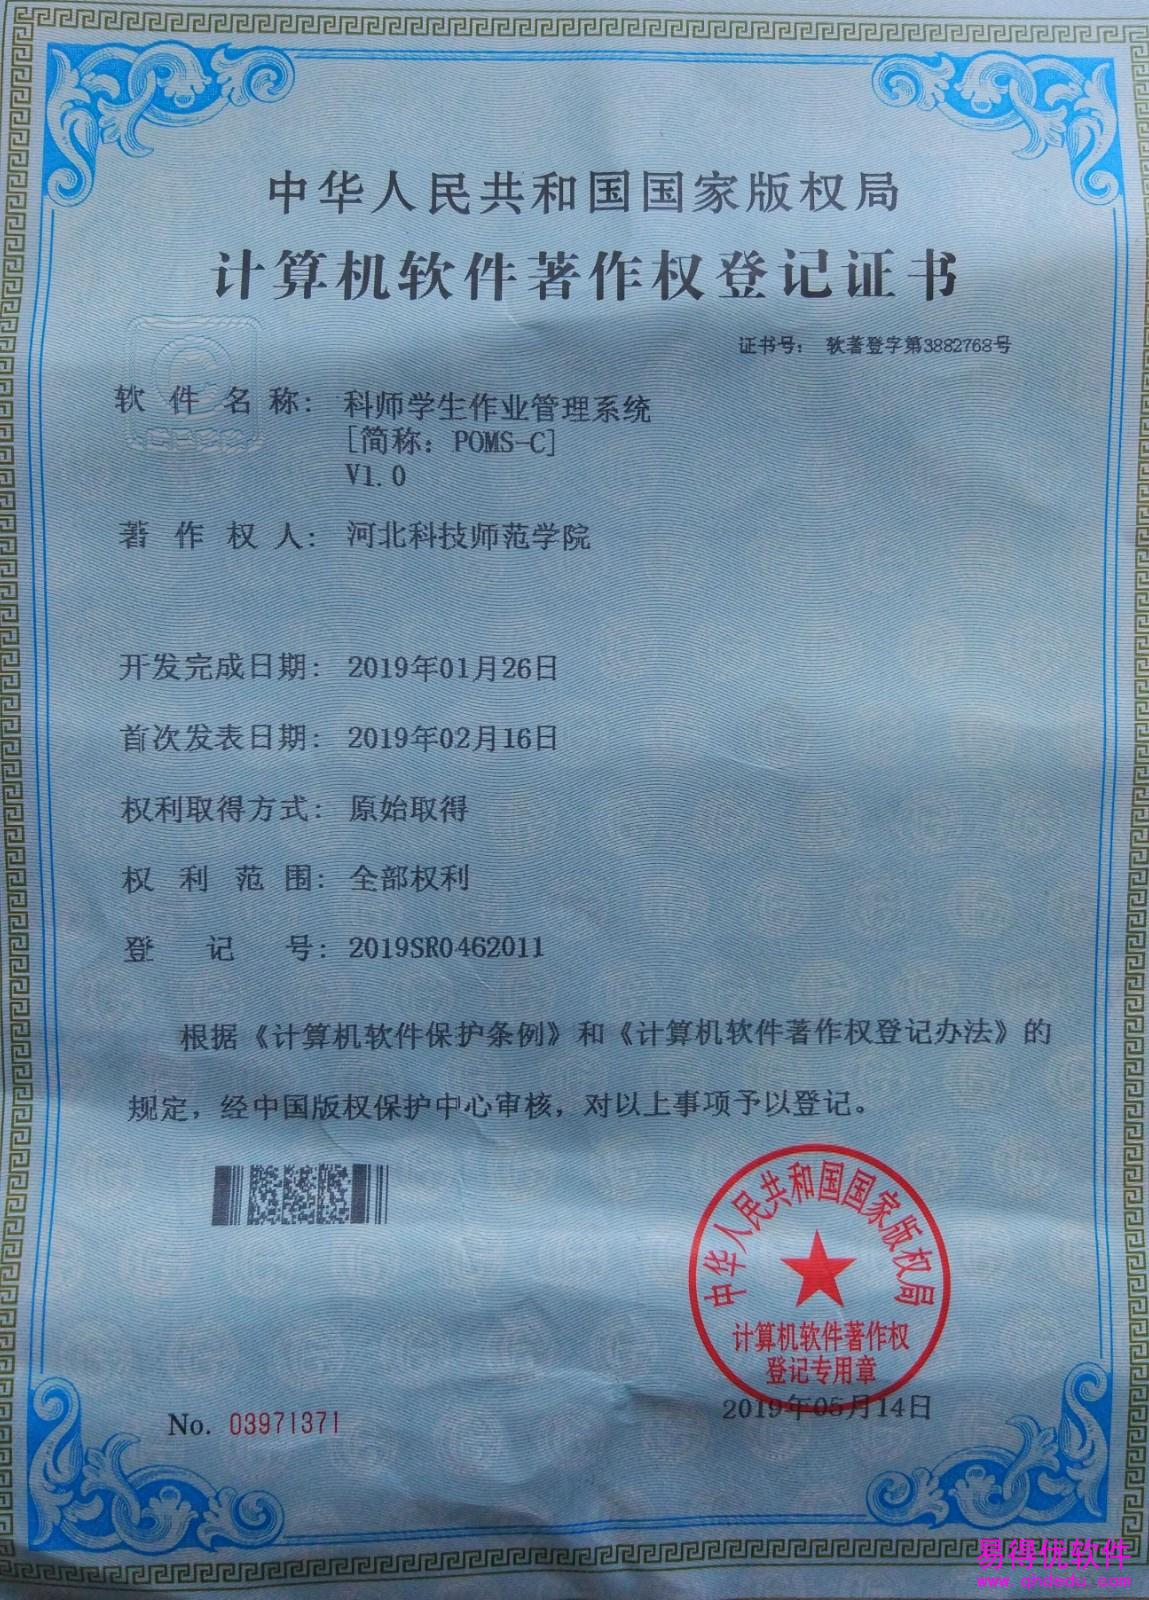 中华人民共和国国家版权局
计算机软件著作权登记证书
证书号： 软著登字第3882768号
软件名称： 科师学生作业管理系统
[简称：POMS-C]
V1.0
著作权人： 河北科技师范学院
开发完成日期： 2019年01月26日
首次发表日期： 2019年02月16日
权利取得方式： 原始取得
权利范围： 全部权利
登记号： 2019SR0462011
根据《计算机软件保护条例》和《计算机软件著作权登记办法》的
规定，经中国版权保护中心审核，对以上事项予以登记。
中华人民共和国国家版权局
计算机软件著作权
登记专用章
2019年05月14日
No. 03971371
易得优软件
www.qhdedu.com